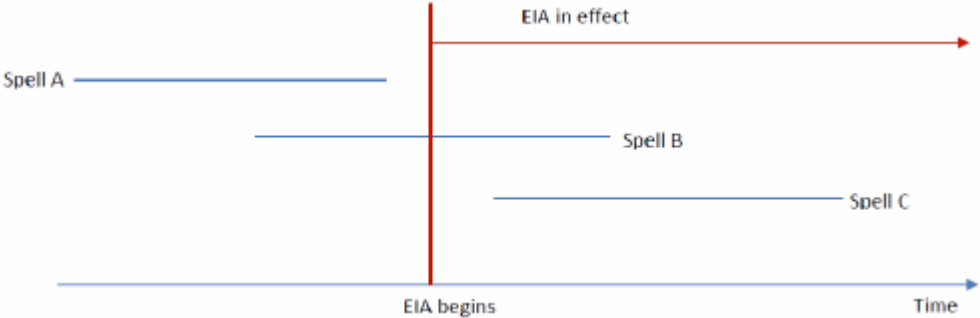 EIA in effect
Spell A
Spell B
Spell C
EIA begins
Time